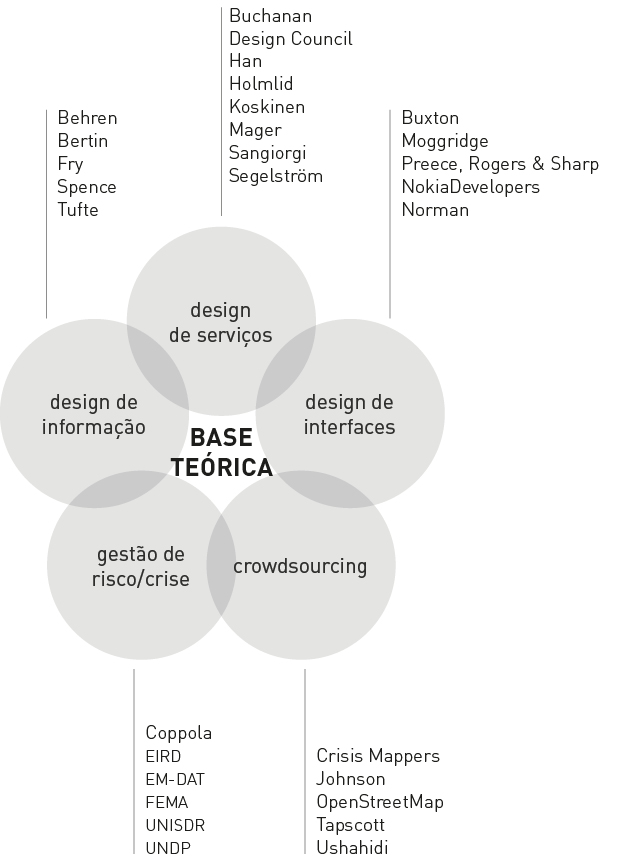 Buchanan
Design Council
Han
Holmlid
Koskinen
Mager
Sangiorgi
Segelström
Behren
Bertin
Fry
Spence
Tufte
Buxton
Moggridge
Preece, Rogers & Sharp
NokiaDevelopers
Norman
design
de serviços
design de
informação
design de
interfaces
BASE
TEÓRICA
gestão de
risco/crise
crowdsourcing
Coppola
EIRD
EM-DAT
FEMA
UNISDR
UNDP
Crisis Mappers
Johnson
OpenStreetMap
Tapscott
Ushahidi